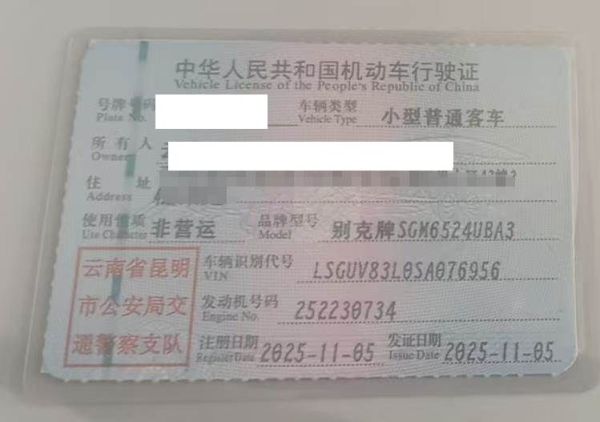 中华人民共和国机动车行驶证
Vehicle License of the People's Republic of China
号牌号码 车辆类型 小型普通客车
Plate No. Vehicle Type
所有人
Owner
住址
Address
使用性质 非营运 品牌型号 别克牌SGM6524UBA3
Use Character Model
云南省昆明 车辆识别代号 LSGUV83L0SA076956
VIN
市公安局交 发动机号码 252230734
Engine No.
通警察支队 注册日期 2025-11-05 发证日期 2025-11-05
Register Date Issue Date